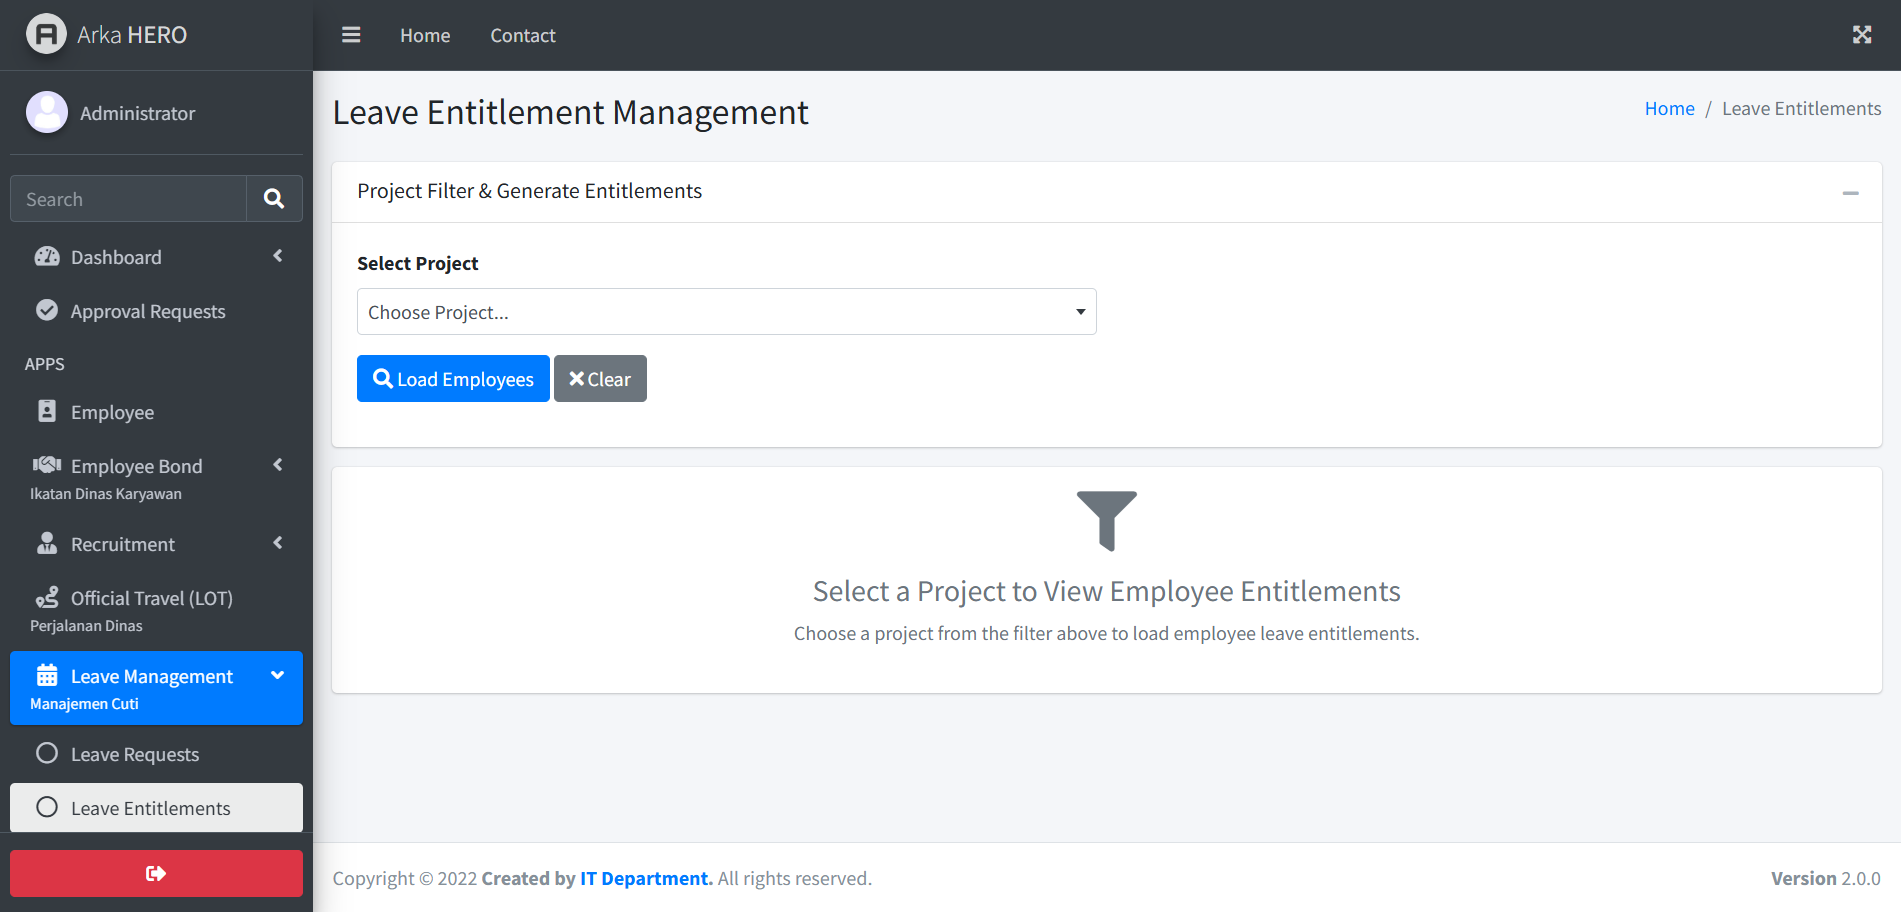 Arka HERO
Home
Contact
Administrator
Leave Entitlement Management
Home / Leave Entitlements
Search
Project Filter & Generate Entitlements
Dashboard
Select Project
Approval Requests
Choose Project...
APPS
Load Employees
Clear
Employee
Employee Bond
Ikatan Dinas Karyawan
Recruitment
Official Travel (LOT)
Perjalanan Dinas
Select a Project to View Employee Entitlements
Choose a project from the filter above to load employee leave entitlements.
Leave Management
Manajemen Cuti
Leave Requests
Leave Entitlements
Copyright © 2022 Created by IT Department. All rights reserved.
Version 2.0.0